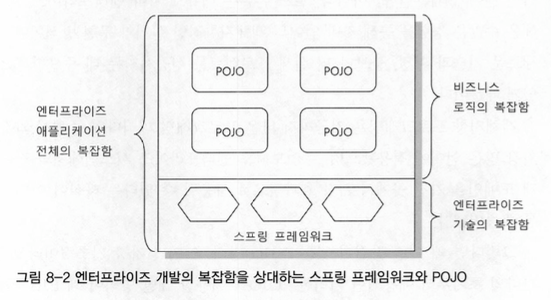 엔터프라이즈
애플리케이션
전체의 복잡함
POJO
POJO
POJO
POJO
스프링 프레임워크
비즈니스
로직의 복잡함
엔터프라이즈
기술의 복잡함
그림 8-2 엔터프라이즈 개발의 복잡함을 상대하는 스프링 프레임워크와 POJO